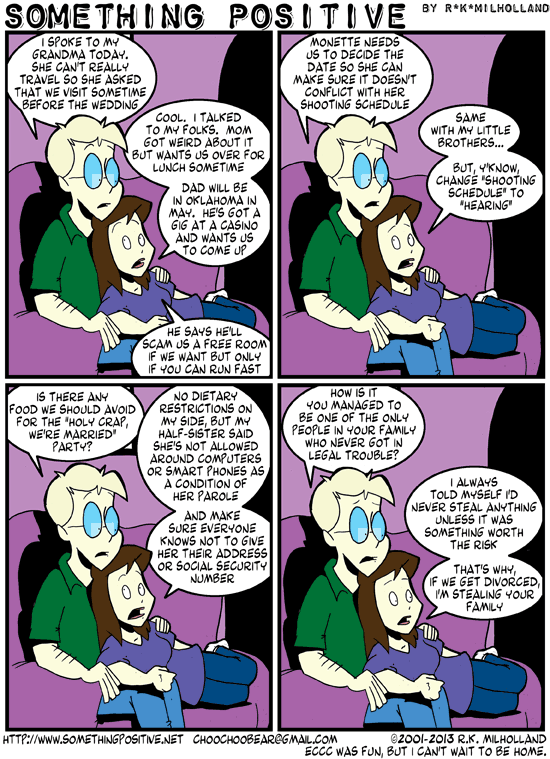 SOMETHING POSITIVE BY R*K*MILHOLLAND
I SPOKE TO MY
GRANDMA TODAY.
SHE CAN'T REALLY
TRAVEL SO SHE ASKED
THAT WE VISIT SOMETIME
BEFORE THE WEDDING
COOL. I TALKED
TO MY FOLKS. MOM
GOT WEIRD ABOUT IT
BUT WANTS US OVER FOR
LUNCH SOMETIME
DAD WILL BE
IN OKLAHOMA IN
MAY. HE'S GOT A
GIG AT A CASINO
AND WANTS US
TO COME UP
HE SAYS HE'LL
SCAM US A FREE ROOM
IF WE WANT BUT ONLY
IF YOU CAN RUN FAST
MONETTE NEEDS
US TO DECIDE THE
DATE SO SHE CAN
MAKE SURE IT DOESN'T
CONFLICT WITH HER
SHOOTING SCHEDULE
SAME
WITH MY LITTLE
BROTHERS...
BUT, Y'KNOW,
CHANGE "SHOOTING
SCHEDULE" TO
"HEARING"
IS THERE ANY
FOOD WE SHOULD AVOID
FOR THE "HOLY CRAP,
WE'RE MARRIED"
PARTY?
NO DIETARY
RESTRICTIONS ON
MY SIDE, BUT MY
HALF-SISTER SAID
SHE'S NOT ALLOWED
AROUND COMPUTERS
OR SMART PHONES AS
A CONDITION OF
HER PAROLE
AND MAKE
SURE EVERYONE
KNOWS NOT TO GIVE
HER THEIR ADDRESS
OR SOCIAL SECURITY
NUMBER
HOW IS IT
YOU MANAGED TO
BE ONE OF THE ONLY
PEOPLE IN YOUR FAMILY
WHO NEVER GOT IN
LEGAL TROUBLE?
I ALWAYS
TOLD MYSELF I'D
NEVER STEAL ANYTHING
UNLESS IT WAS
SOMETHING WORTH
THE RISK
THAT'S WHY,
IF WE GET DIVORCED,
I'M STEALING YOUR
FAMILY
HTTP://WWW.SOMETHINGPOSITIVE.NET CHOOCHOOBEAR@GMAIL.COM ©2001-2013 R.K. MILHOLLAND
ECCC WAS FUN, BUT I CAN'T WAIT TO BE HOME.